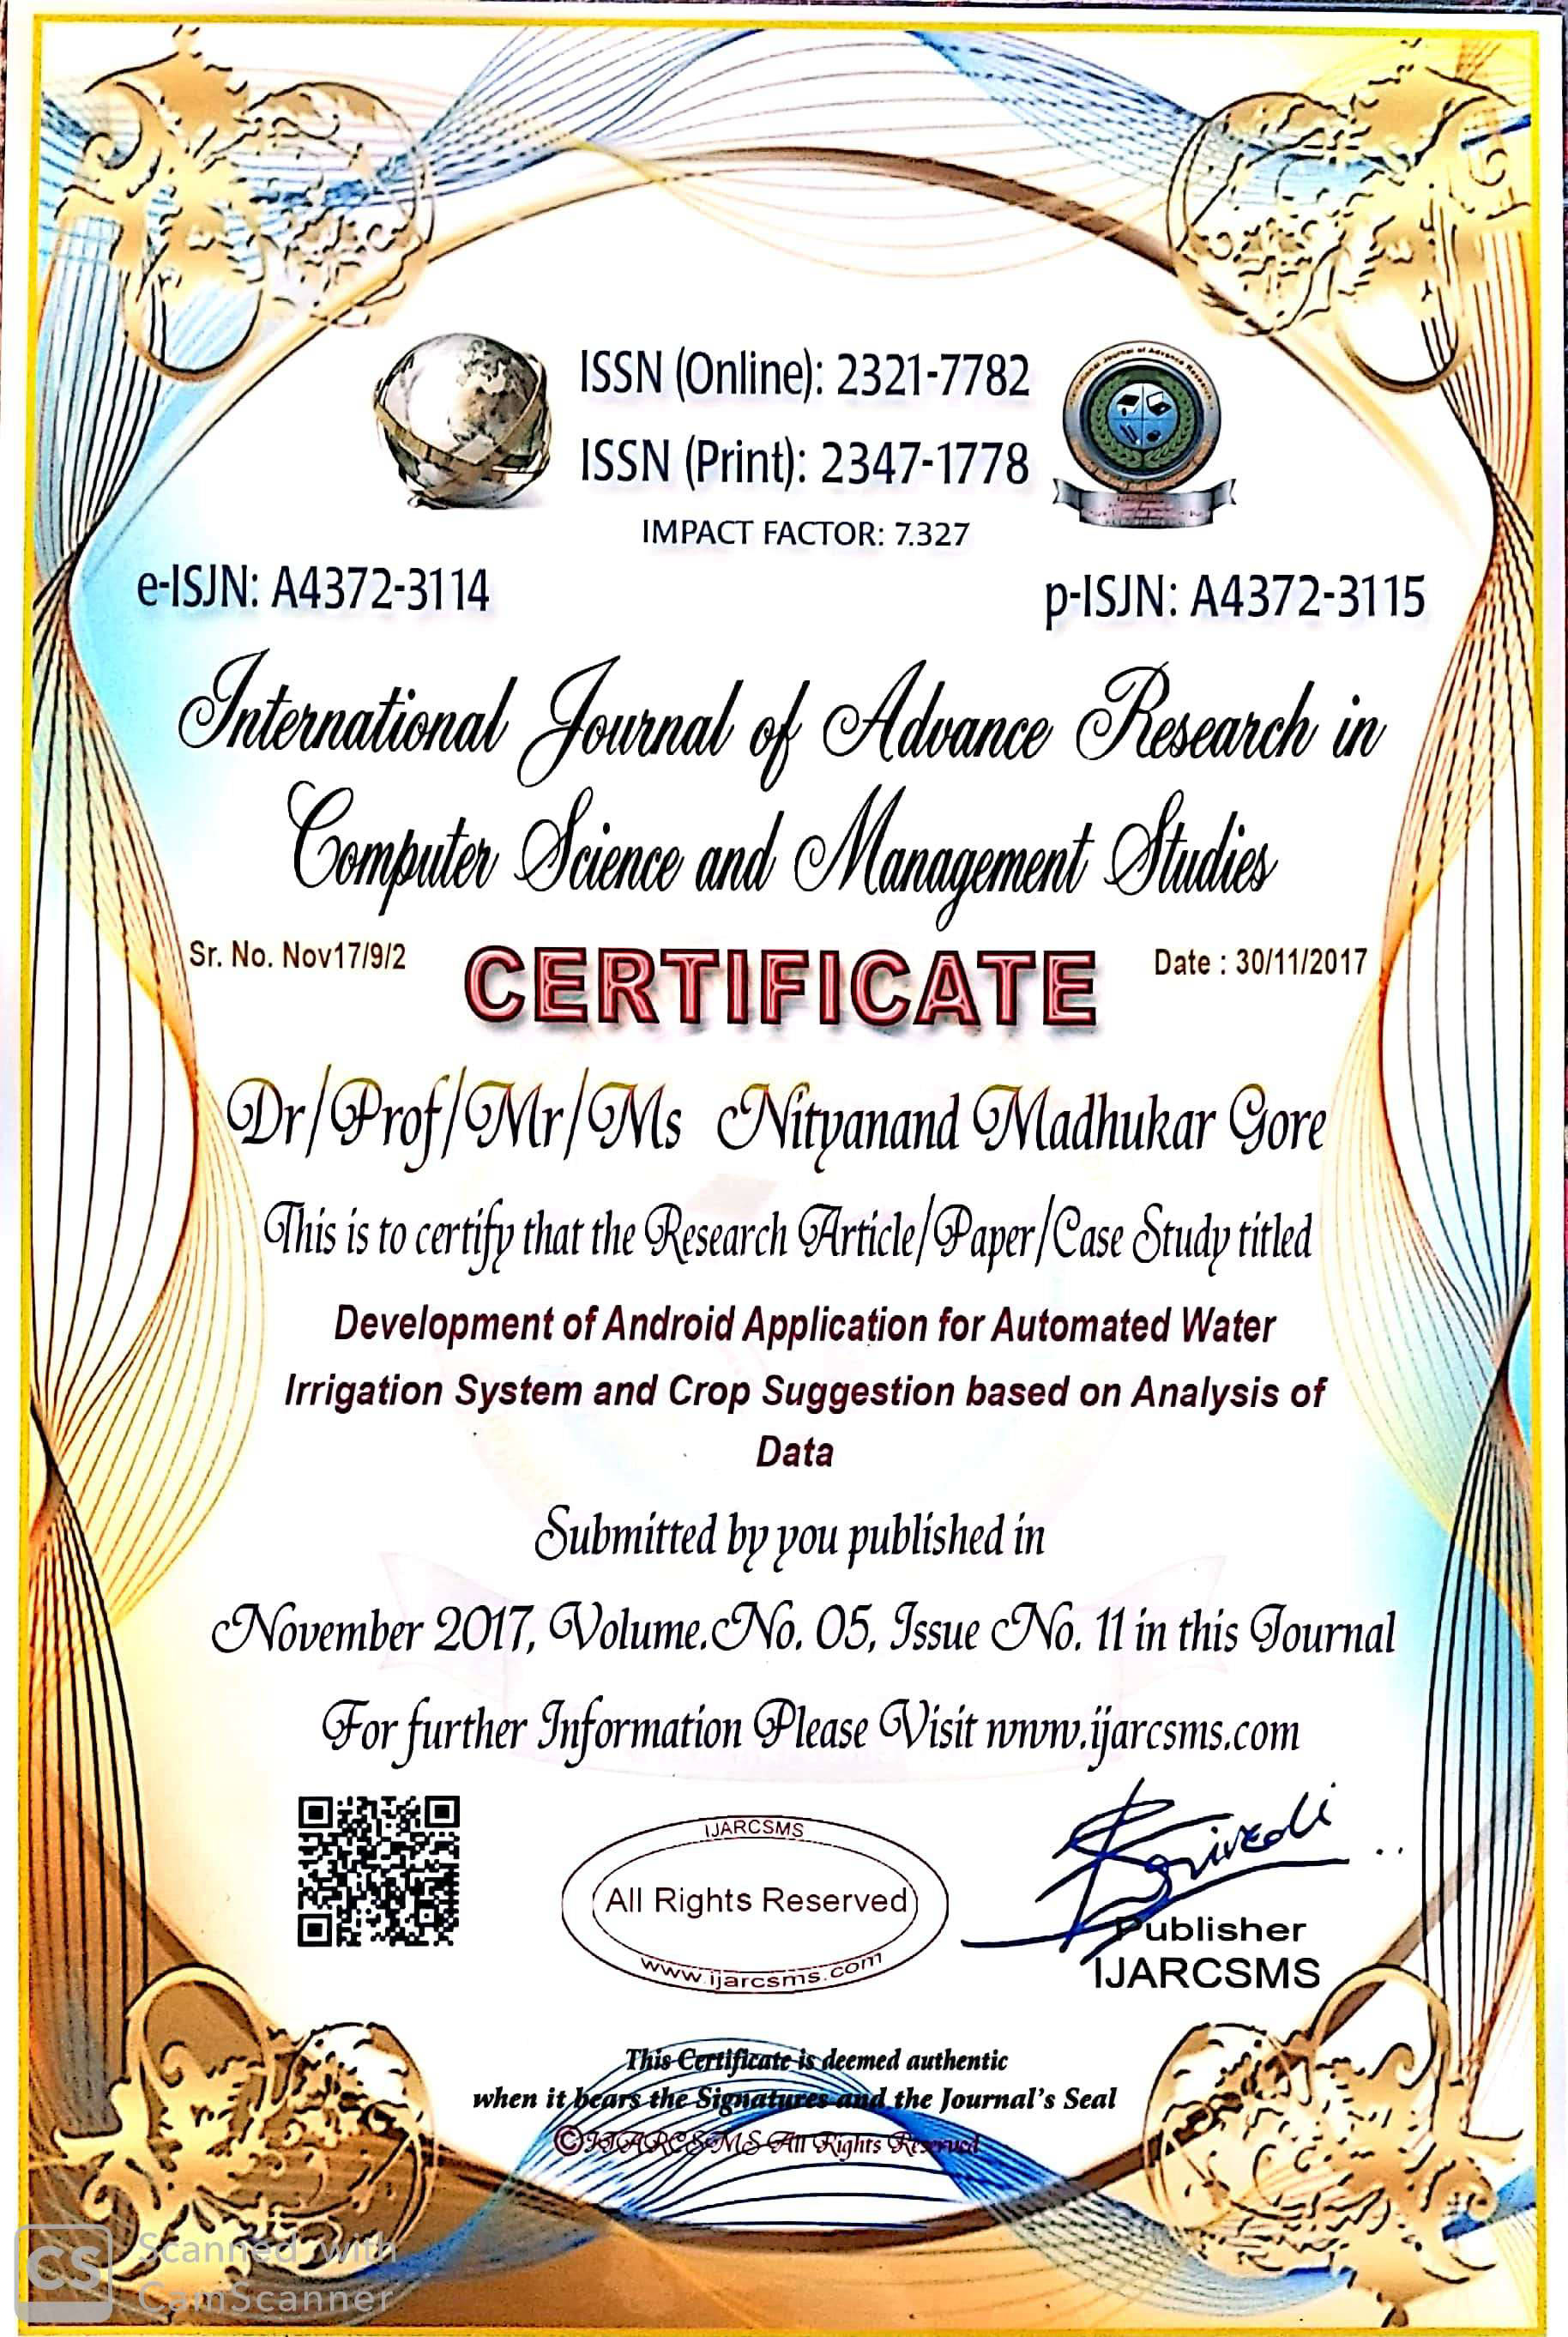 ISSN (Online): 2321-7782
ISSN (Print): 2347-1778
IMPACT FACTOR: 7.327
e-ISJN: A4372-3114
p-ISJN: A4372-3115
International Journal of Advance Research in
Computer Science and Management Studies
Sr. No. Nov17/9/2
CERTIFICATE
Date : 30/11/2017
Dr/Prof/Mr/Ms Nityanand Madhukar Gore
This is to certify that the Research Article/Paper/Case Study titled
Development of Android Application for Automated Water
Irrigation System and Crop Suggestion based on Analysis of
Data
Submitted by you published in
November 2017, Volume.No. 05, Issue No. 11 in this Journal
For further Information Please Visit www.ijarcsms.com
IJARCSMS
All Rights Reserved
www.ijarcsms.com
Publisher
IJARCSMS
This Certificate is deemed authentic
when it bears the Signatures and the Journal's Seal
©IJARCSMS All Rights Reserved
CS
Scanned with
CamScanner